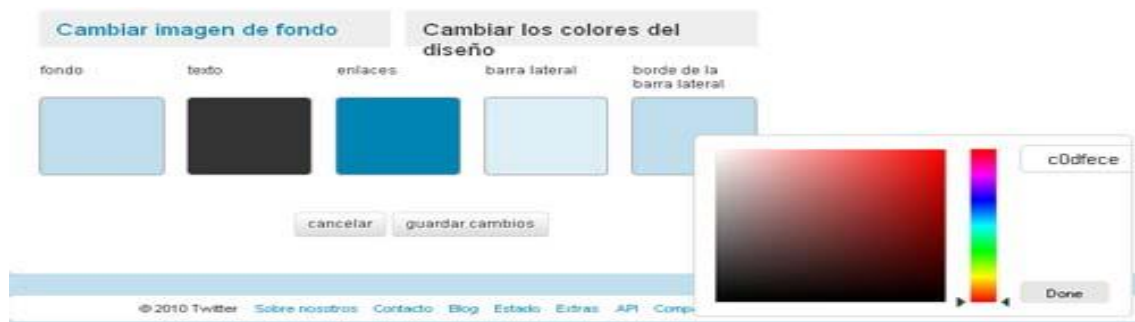 Cambiar imagen de fondo
Cambiar los colores del
diseño
fondo
texto
enlaces
barra lateral
borde de la
barra lateral
c0dfece
cancelar
guardar cambios
Done
© 2010 Twitter Sobre nosotros Contacto Blog Estado Extras API